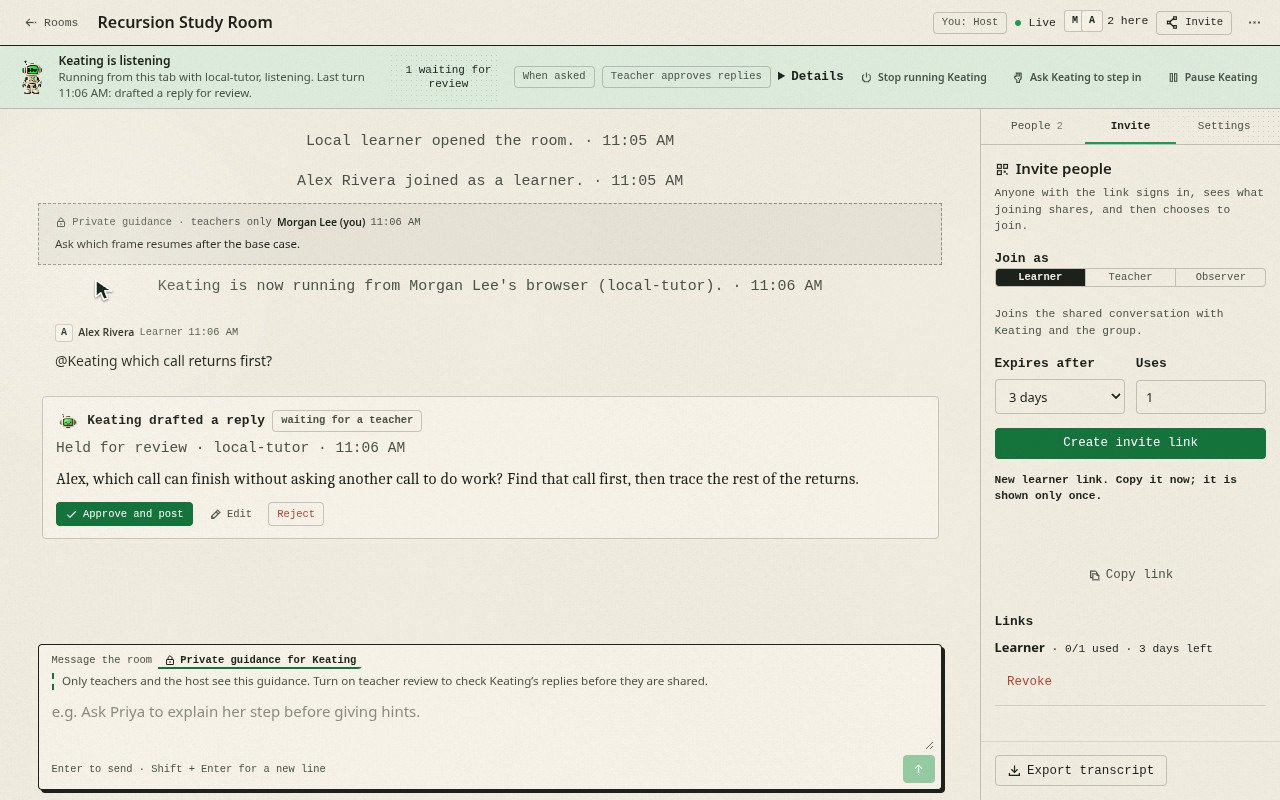 Rooms
Recursion Study Room
You: Host
Live
M A 2 here
Invite
Keating is listening
Running from this tab with local-tutor, listening. Last turn
11:06 AM: drafted a reply for review.
1 waiting for
review
When asked
Teacher approves replies
Details
Stop running Keating
Ask Keating to step in
Pause Keating
Local learner opened the room. · 11:05 AM
Alex Rivera joined as a learner. · 11:05 AM
Private guidance · teachers only Morgan Lee (you) 11:06 AM
Ask which frame resumes after the base case.
Keating is now running from Morgan Lee's browser (local-tutor). · 11:06 AM
A Alex Rivera Learner 11:06 AM
@Keating which call returns first?
Keating drafted a reply waiting for a teacher
Held for review · local-tutor · 11:06 AM
Alex, which call can finish without asking another call to do work? Find that call first, then trace the rest of the returns.
Approve and post
Edit
Reject
Message the room
Private guidance for Keating
Only teachers and the host see this guidance. Turn on teacher review to check Keating’s replies before they are shared.
e.g. Ask Priya to explain her step before giving hints.
Enter to send · Shift + Enter for a new line
People 2
Invite
Settings
Invite people
Anyone with the link signs in, sees what
joining shares, and then chooses to
join.
Join as
Learner
Teacher
Observer
Joins the shared conversation with
Keating and the group.
Expires after
Uses
3 days
1
Create invite link
New learner link. Copy it now; it is
shown only once.
Copy link
Links
Learner · 0/1 used · 3 days left
Revoke
Export transcript